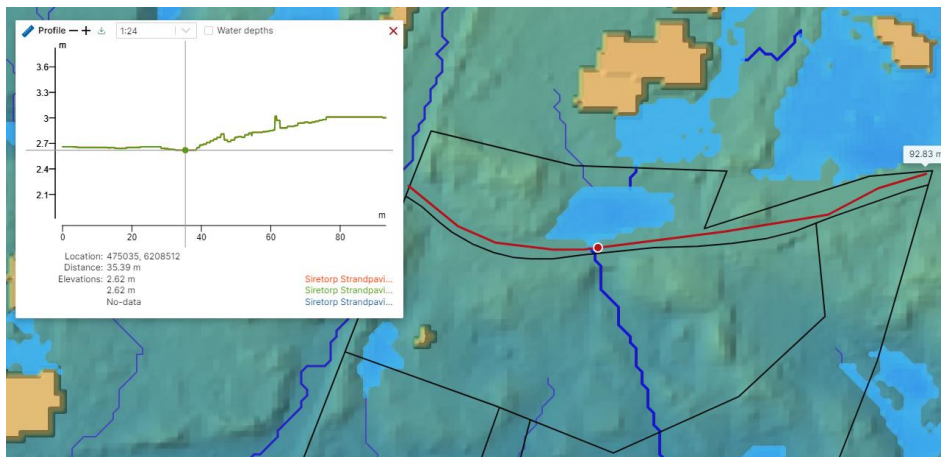 Profile 1:24 Water depths
m
3.6
3.3
3
2.7
2.4
2.1
m
0 20 40 60 80
Location: 475035, 6208512
Distance: 35.39 m
Elevations: 2.62 m Siretorp Strandpavi...
2.62 m Siretorp Strandpavi...
No-data Siretorp Strandpavi...
92.83 m